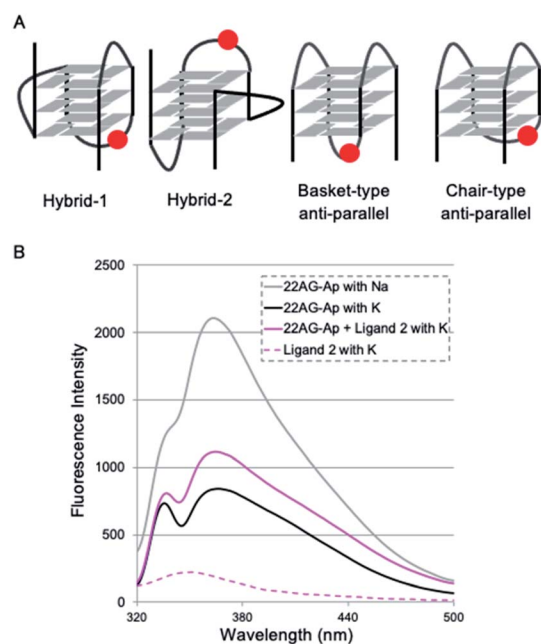 A
Hybrid-1
Hybrid-2
Basket-type
anti-parallel
Chair-type
anti-parallel
B
2500
2000
1500
1000
500
0
Fluorescence Intensity
22AG-Ap with Na
22AG-Ap with K
22AG-Ap + Ligand 2 with K
Ligand 2 with K
320 380 440 500
Wavelength (nm)